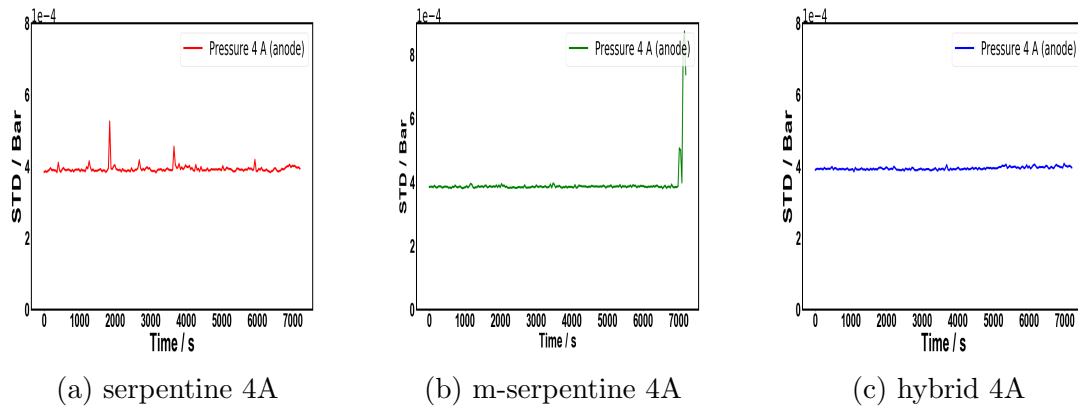 1e−4
8
6
4
2
0
STD / Bar
Pressure 4 A (anode)
0 1000 2000 3000 4000 5000 6000 7000
Time / s
(a) serpentine 4A
1e−4
8
6
4
2
0
STD / Bar
Pressure 4 A (anode)
0 1000 2000 3000 4000 5000 6000 7000
Time / s
(b) m-serpentine 4A
1e−4
8
6
4
2
0
STD / Bar
Pressure 4 A (anode)
0 1000 2000 3000 4000 5000 6000 7000
Time / s
(c) hybrid 4A